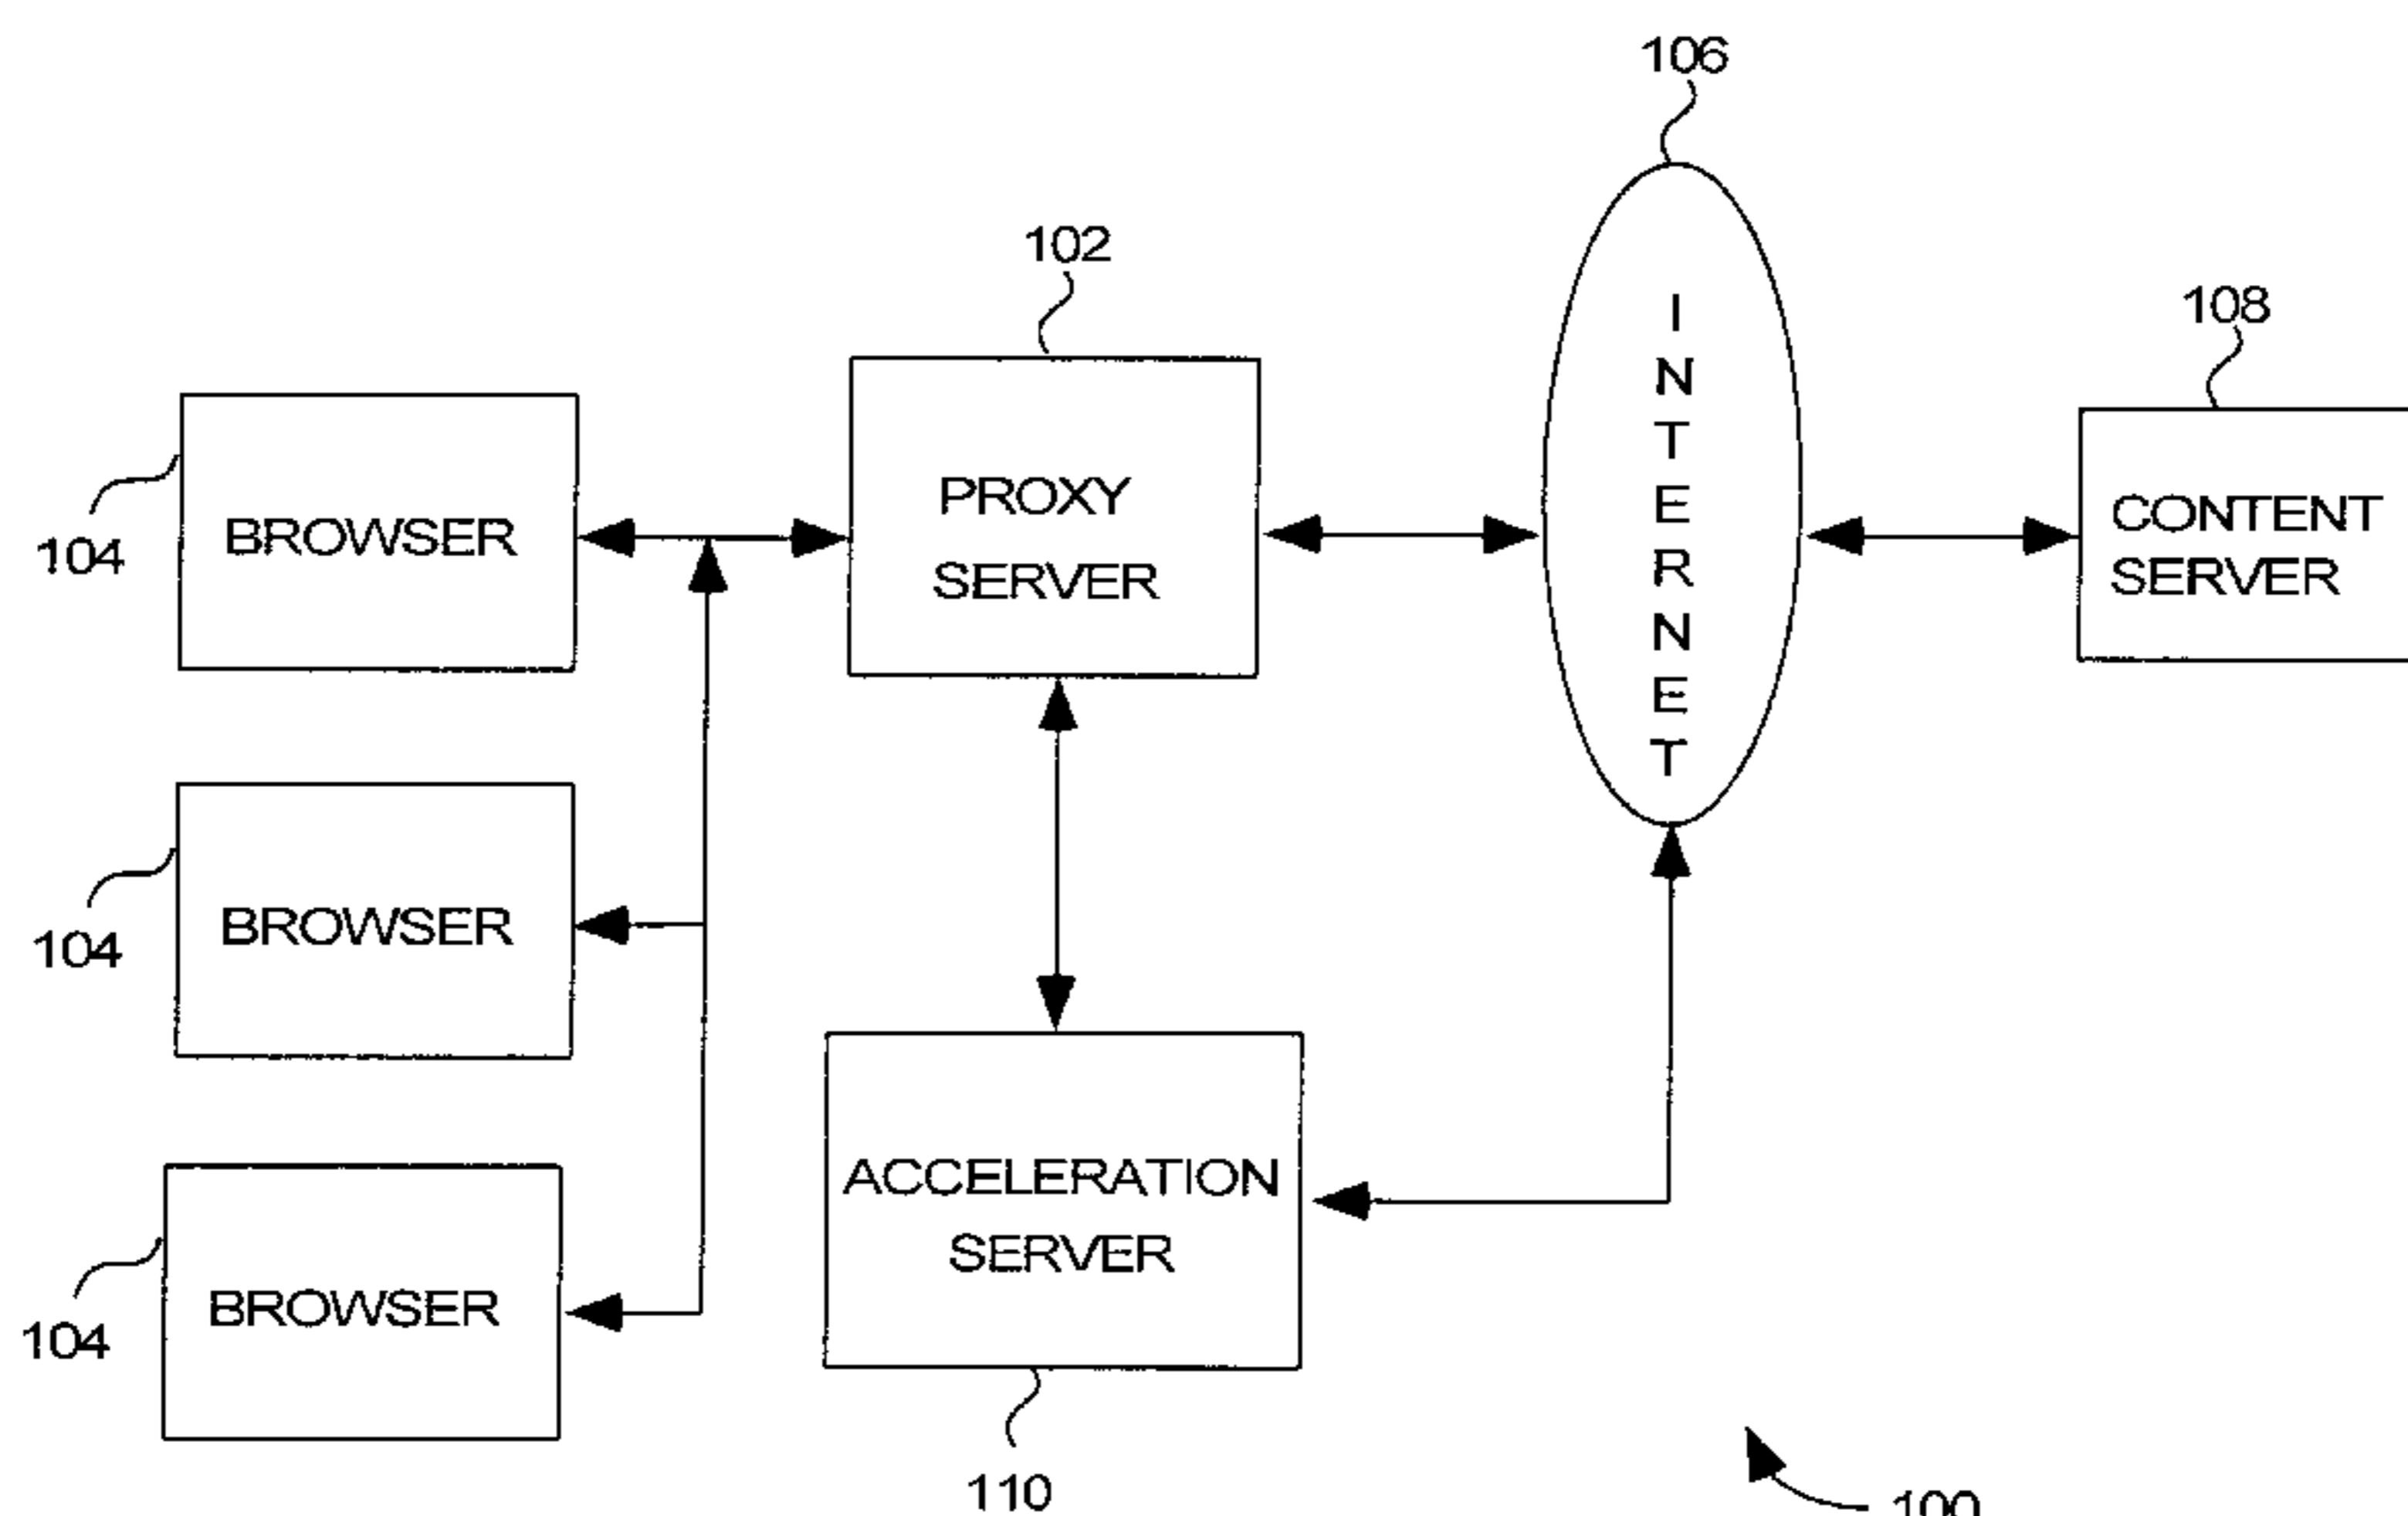 106
102
108
I
N
T
E
R
N
E
T
PROXY
SERVER
CONTENT
SERVER
BROWSER
104
BROWSER
104
ACCELERATION
SERVER
BROWSER
104
110
100